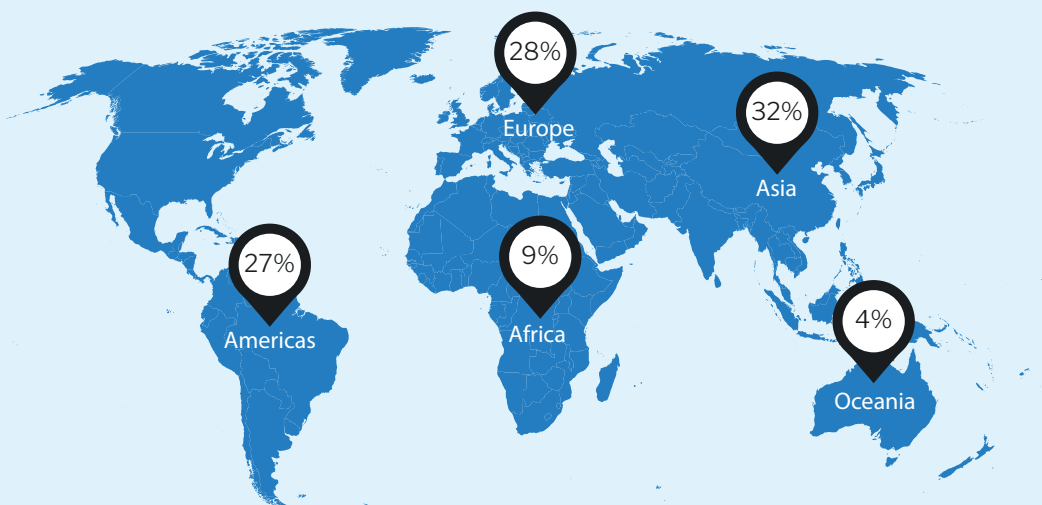 28%
Europe
32%
Asia
27%
Americas
9%
Africa
4%
Oceania